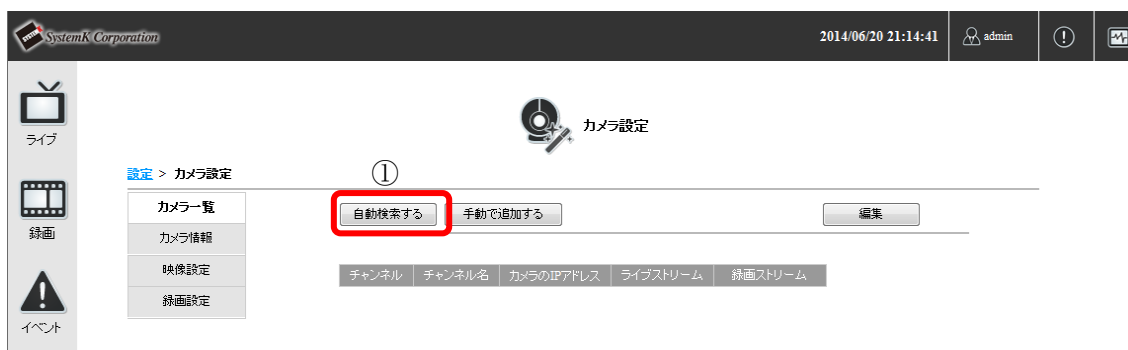 SystemK Corporation
2014/06/20 21:14:41
admin
ライブ
カメラ設定
設定 > カメラ設定
①
カメラ一覧
自動検索する
手動で追加する
編集
録画
カメラ情報
映像設定
チャンネル チャンネル名 カメラのIPアドレス ライブストリーム 録画ストリーム
録画設定
イベント